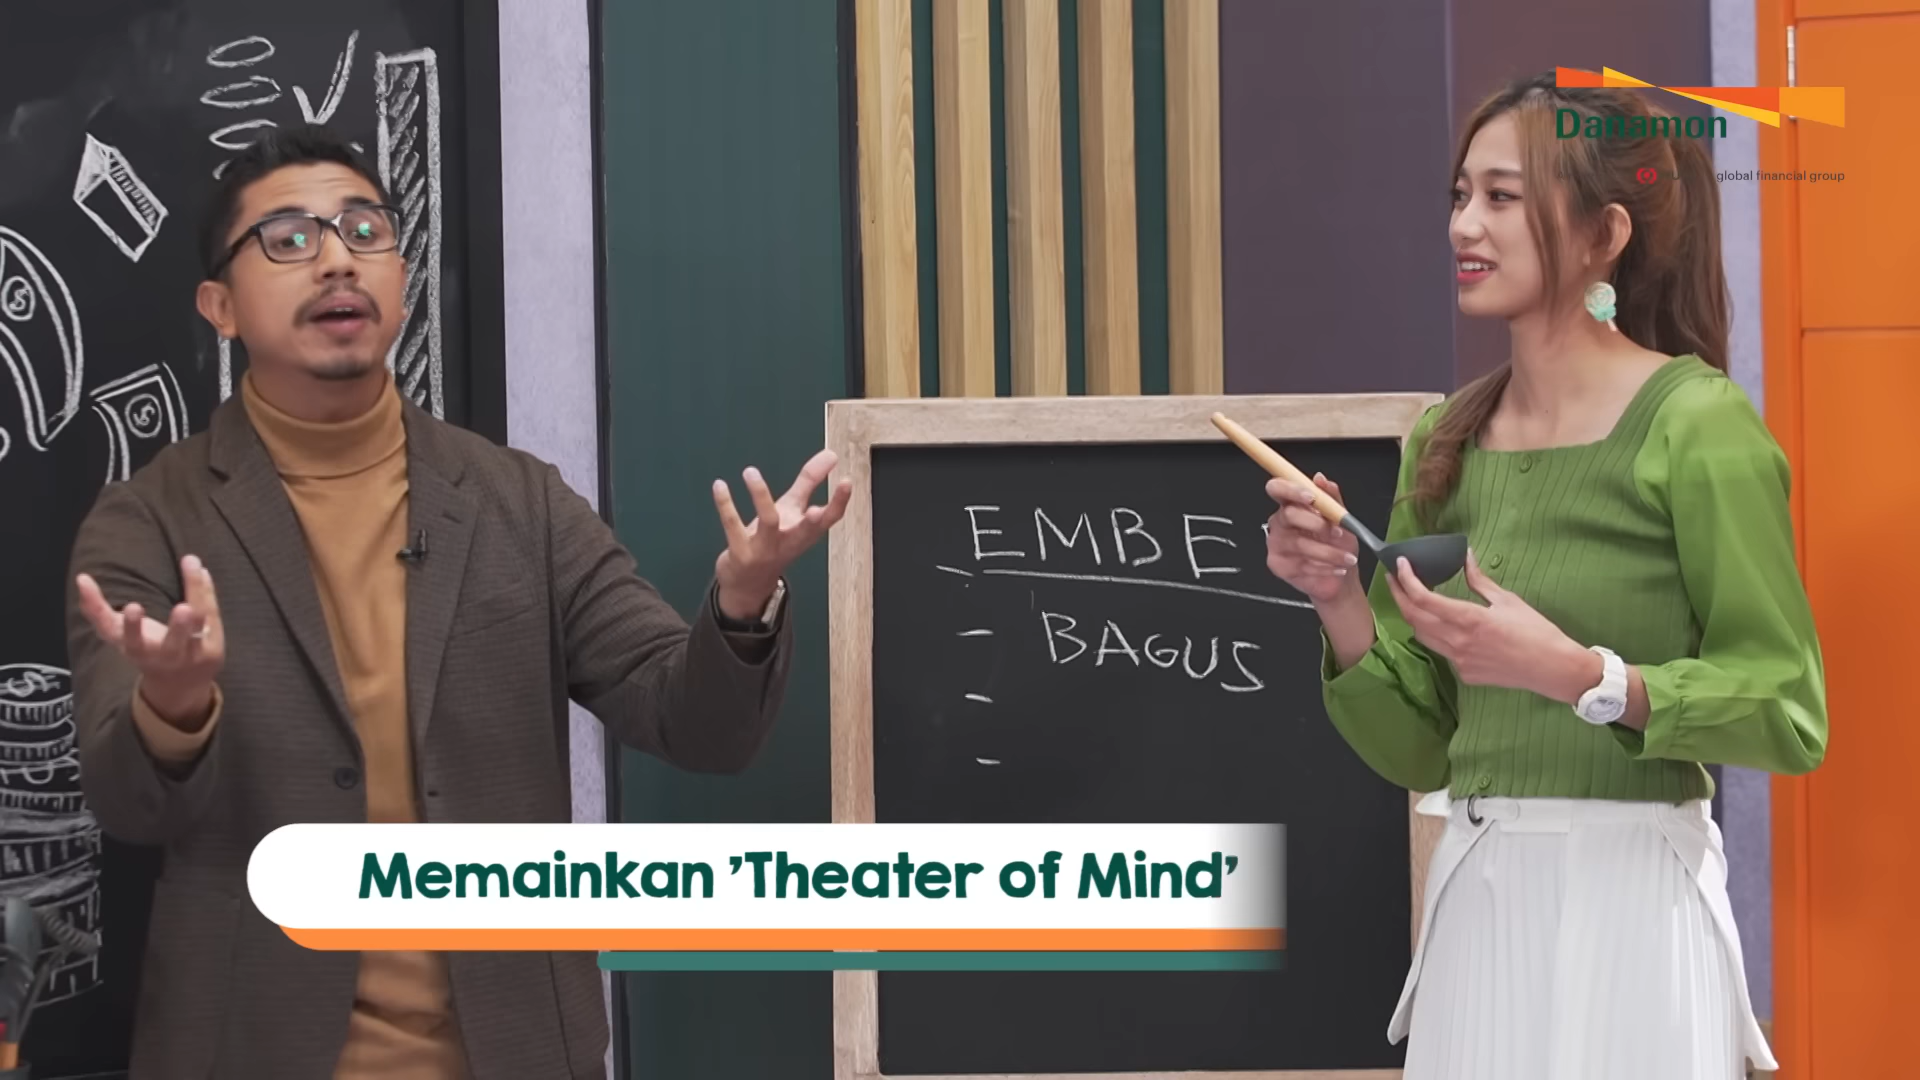 Danamon
global financial group
EMBE
BAGUS
Memainkan 'Theater of Mind'